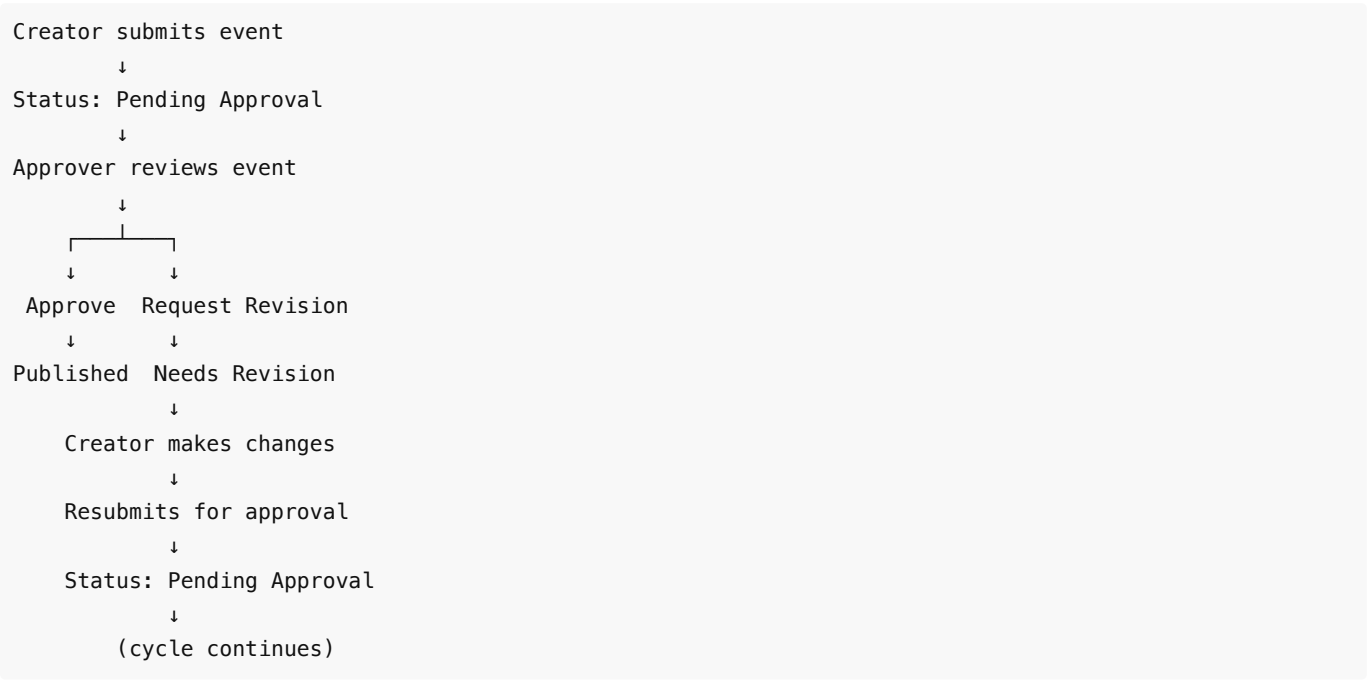 Creator submits event
↓
Status: Pending Approval
↓
Approver reviews event
↓
┌───┴───┐
↓ ↓
Approve Request Revision
↓ ↓
Published Needs Revision
↓
Creator makes changes
↓
Resubmits for approval
↓
Status: Pending Approval
↓
(cycle continues)